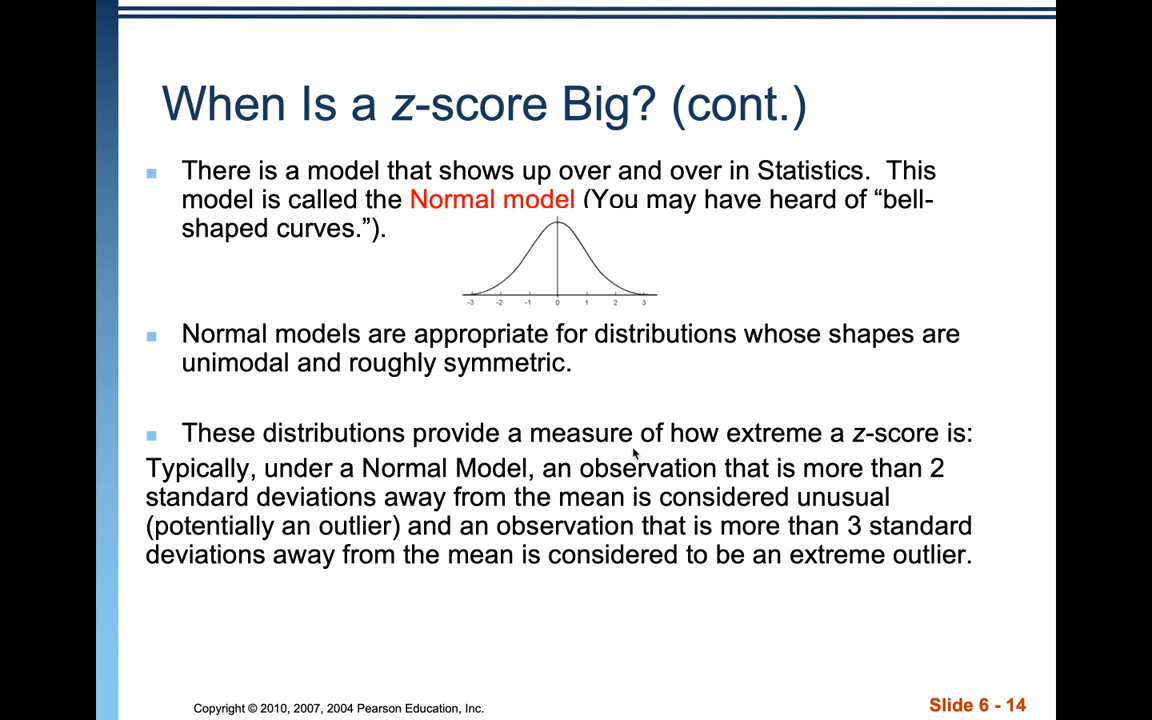 When Is a z-score Big? (cont.)
There is a model that shows up over and over in Statistics. This
model is called the Normal model (You may have heard of “bell-
shaped curves.”).
-3 -2 -1 0 1 2 3
Normal models are appropriate for distributions whose shapes are
unimodal and roughly symmetric.
These distributions provide a measure of how extreme a z-score is:
Typically, under a Normal Model, an observation that is more than 2
standard deviations away from the mean is considered unusual
(potentially an outlier) and an observation that is more than 3 standard
deviations away from the mean is considered to be an extreme outlier.
Copyright © 2010, 2007, 2004 Pearson Education, Inc.
Slide 6 - 14